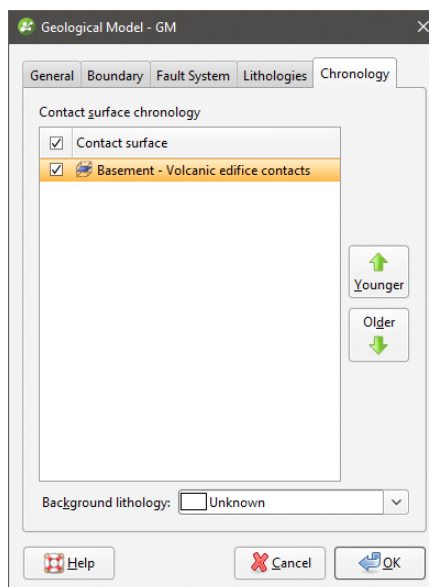 Geological Model - GM
General Boundary Fault System Lithologies Chronology
Contact surface chronology
Contact surface
Basement - Volcanic edifice contacts
Younger
Older
Background lithology: Unknown
Help Cancel OK